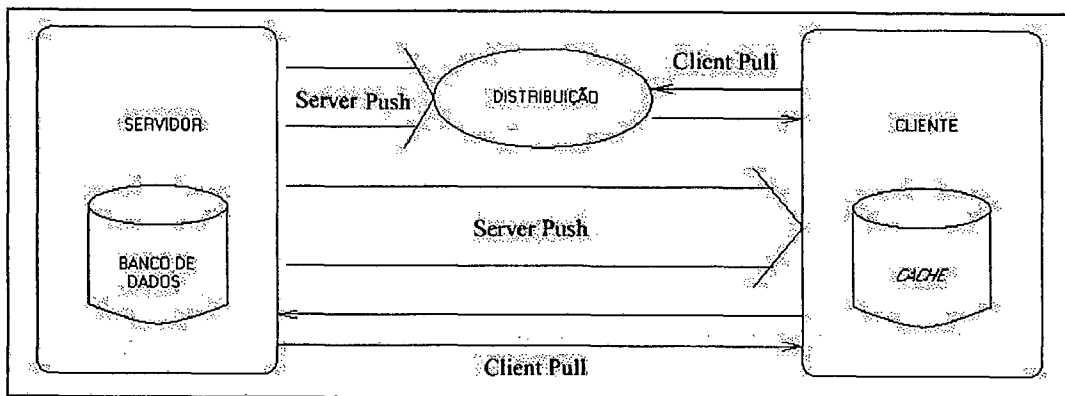 Client Pull
DISTRIBUIÇÃO
Server Push
SERVIDOR
CLIENTE
Server Push
BANCO DE
DADOS
CACHE
Client Pull